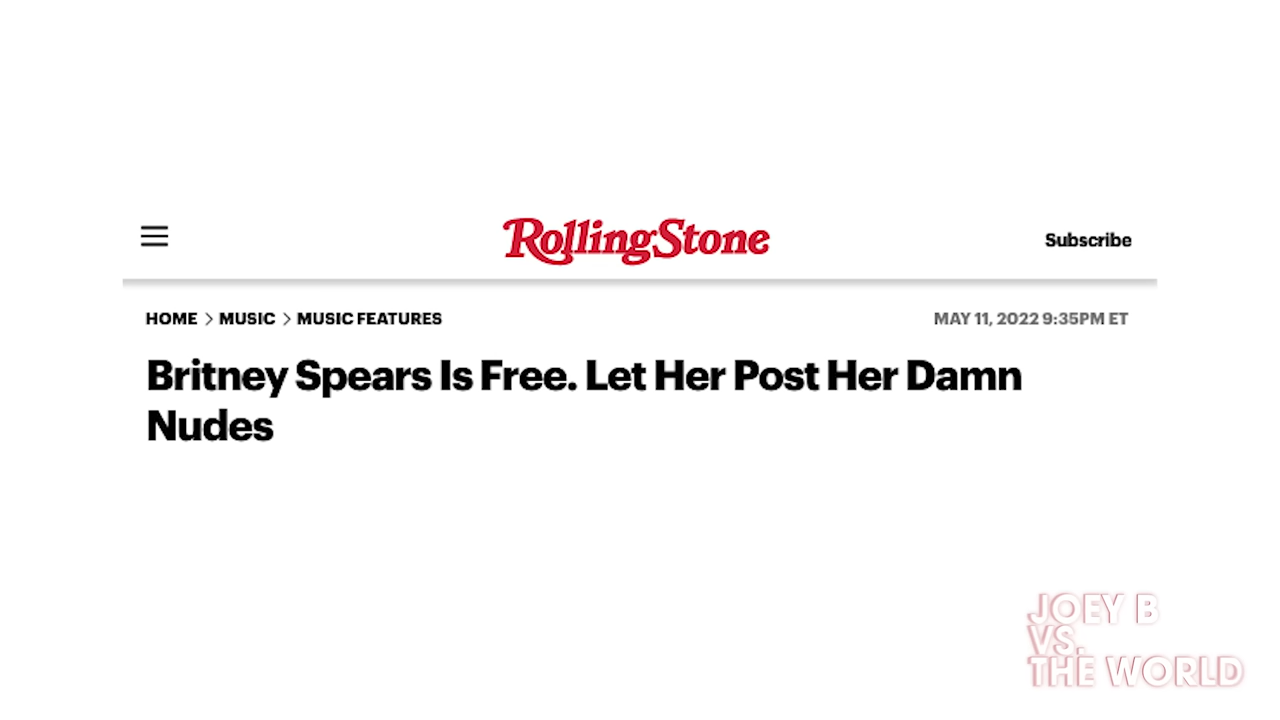 RollingStone
Subscribe
HOME > MUSIC > MUSIC FEATURES
MAY 11, 2022 9:35PM ET
Britney Spears Is Free. Let Her Post Her Damn
Nudes
JOEY B
VS.
THE WORLD